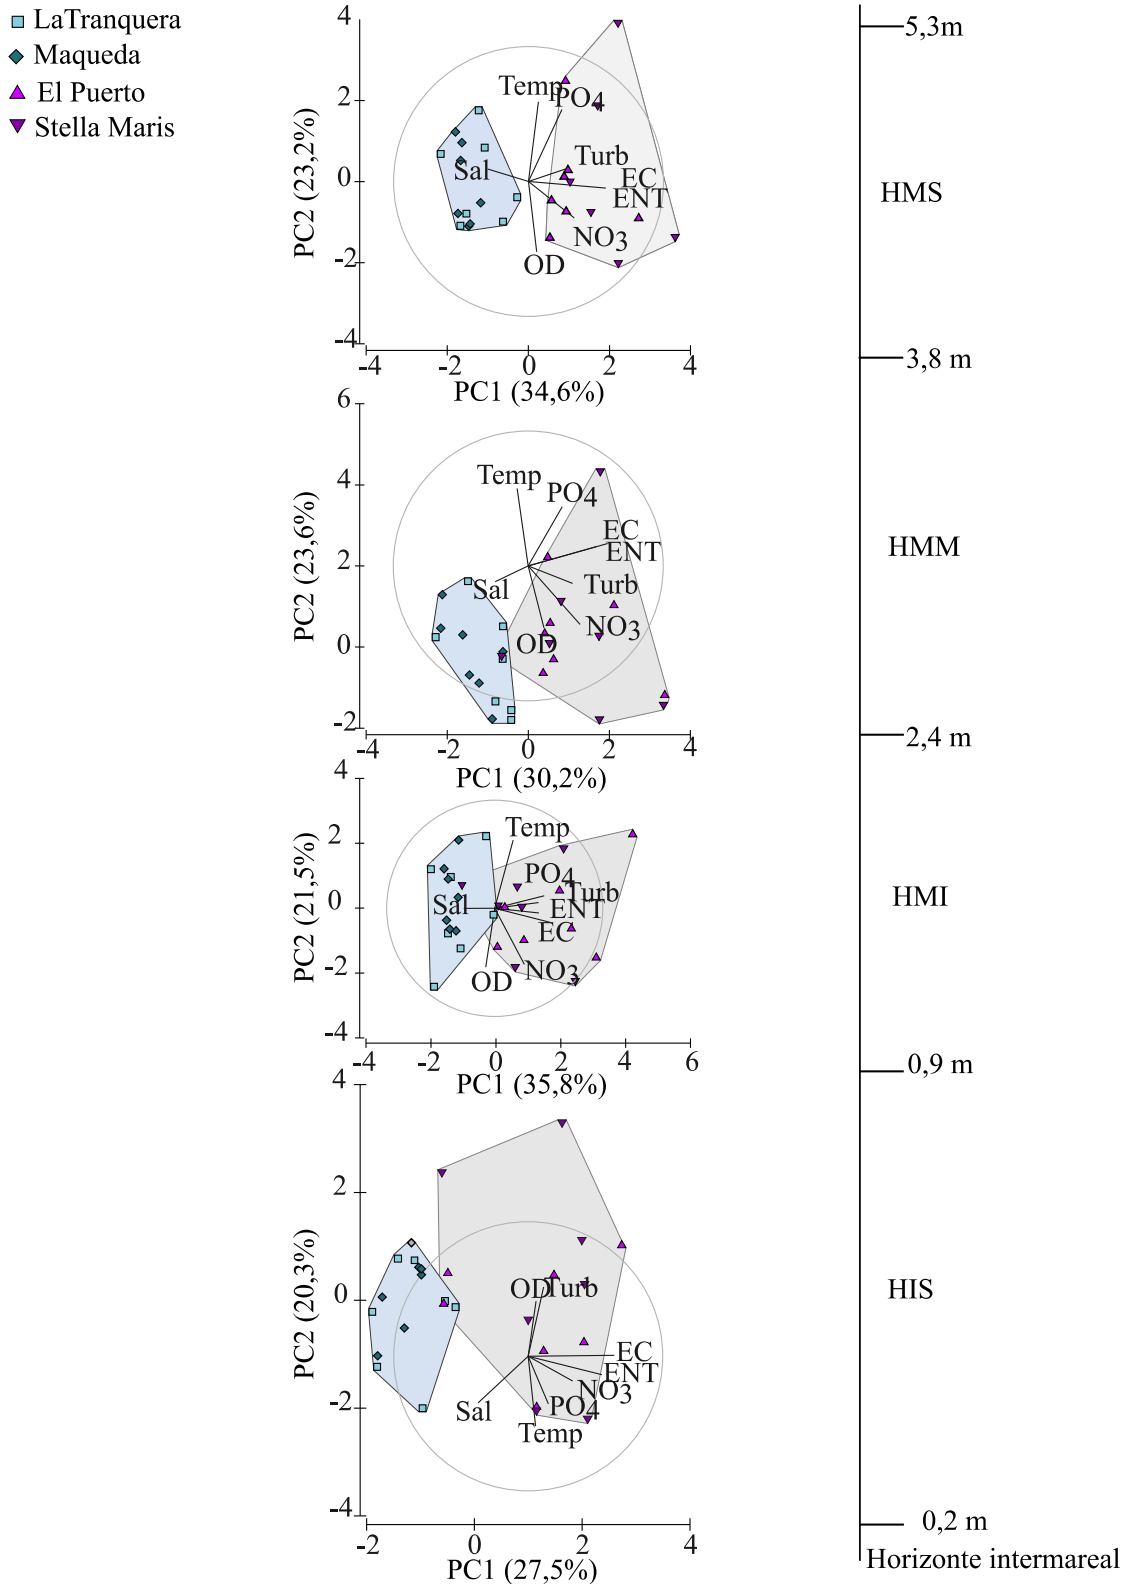 LaTranquera
Maqueda
El Puerto
Stella Maris
4
2
0
-2
-4
PC2 (23,2%)
Temp
PO4
Turb
Sal
EC
ENT
NO3
OD
-4 -2 0 2 4
PC1 (34,6%)
6
4
2
0
-2
PC2 (23,6%)
Temp
PO4
EC
ENT
Sal
Turb
NO3
OD
-4 -2 0 2 4
PC1 (30,2%)
4
2
0
-2
-4
PC2 (21,5%)
Temp
PO4
Turb
Sal
ENT
EC
NO3
OD
-4 -2 0 2 4 6
PC1 (35,8%)
4
2
0
-2
-4
PC2 (20,3%)
OD
Turb
EC
ENT
NO3
Sal
PO4
Temp
-2 0 2 4
PC1 (27,5%)
5,3m
HMS
3,8 m
HMM
2,4 m
HMI
0,9 m
HIS
0,2 m
Horizonte intermareal